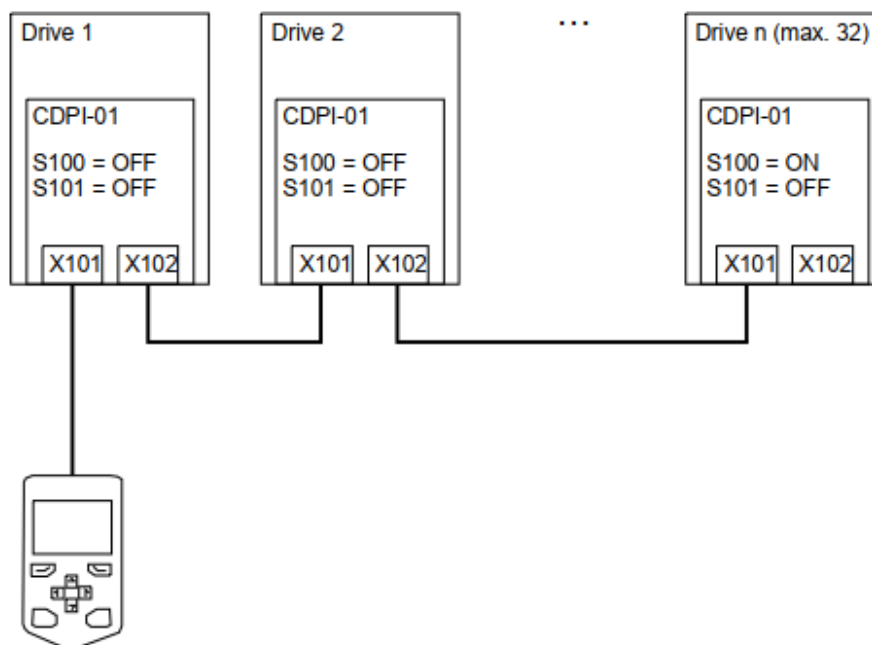 Drive 1
CDPI-01
S100 = OFF
S101 = OFF
X101
X102
Drive 2
CDPI-01
S100 = OFF
S101 = OFF
X101
X102
...
Drive n (max. 32)
CDPI-01
S100 = ON
S101 = OFF
X101
X102